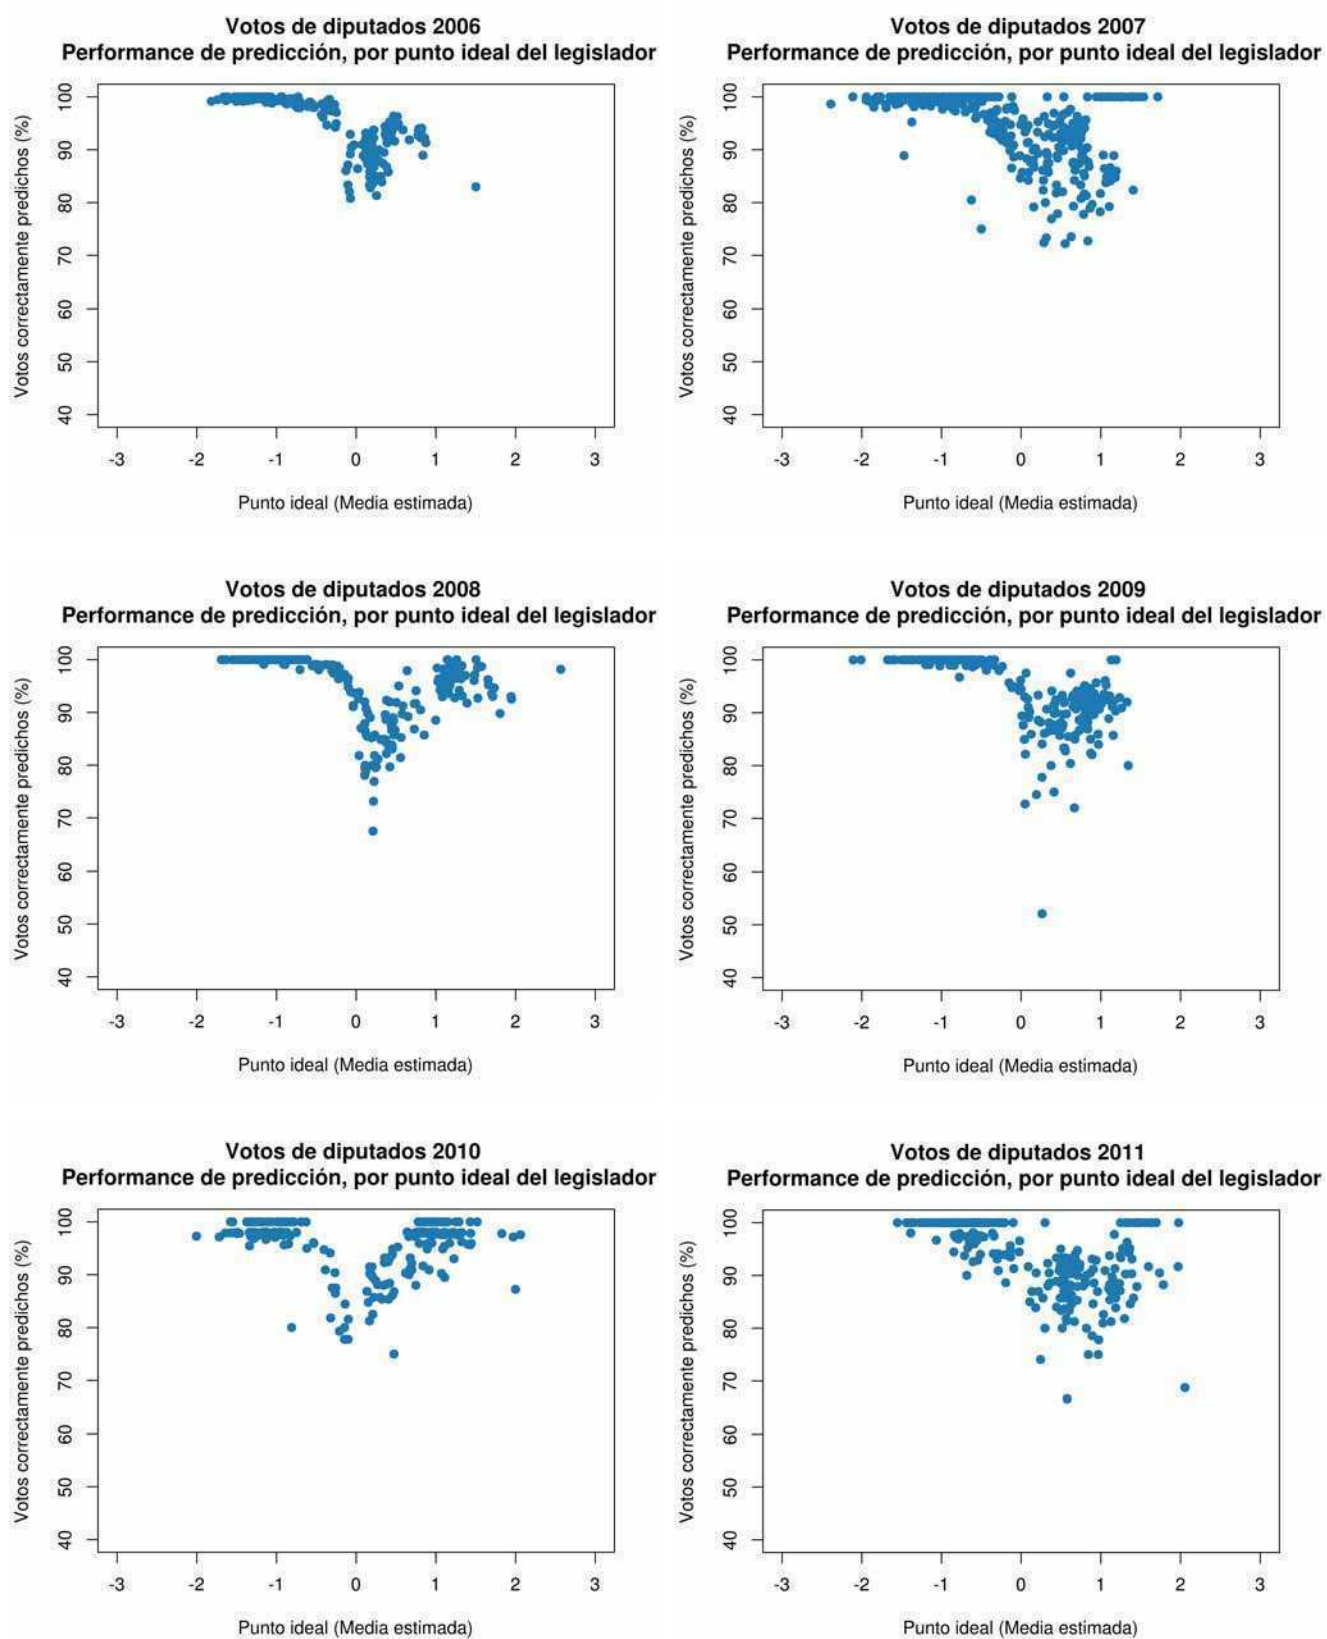 Votos de diputados 2006
Performance de predicción, por punto ideal del legislador
Votos correctamente predichos (%)
100
90
80
70
60
50
40
-3 -2 -1 0 1 2 3
Punto ideal (Media estimada)
Votos de diputados 2007
Performance de predicción, por punto ideal del legislador
Votos correctamente predichos (%)
100
90
80
70
60
50
40
-3 -2 -1 0 1 2 3
Punto ideal (Media estimada)
Votos de diputados 2008
Performance de predicción, por punto ideal del legislador
Votos correctamente predichos (%)
100
90
80
70
60
50
40
-3 -2 -1 0 1 2 3
Punto ideal (Media estimada)
Votos de diputados 2009
Performance de predicción, por punto ideal del legislador
Votos correctamente predichos (%)
100
90
80
70
60
50
40
-3 -2 -1 0 1 2 3
Punto ideal (Media estimada)
Votos de diputados 2010
Performance de predicción, por punto ideal del legislador
Votos correctamente predichos (%)
100
90
80
70
60
50
40
-3 -2 -1 0 1 2 3
Punto ideal (Media estimada)
Votos de diputados 2011
Performance de predicción, por punto ideal del legislador
Votos correctamente predichos (%)
100
90
80
70
60
50
40
-3 -2 -1 0 1 2 3
Punto ideal (Media estimada)